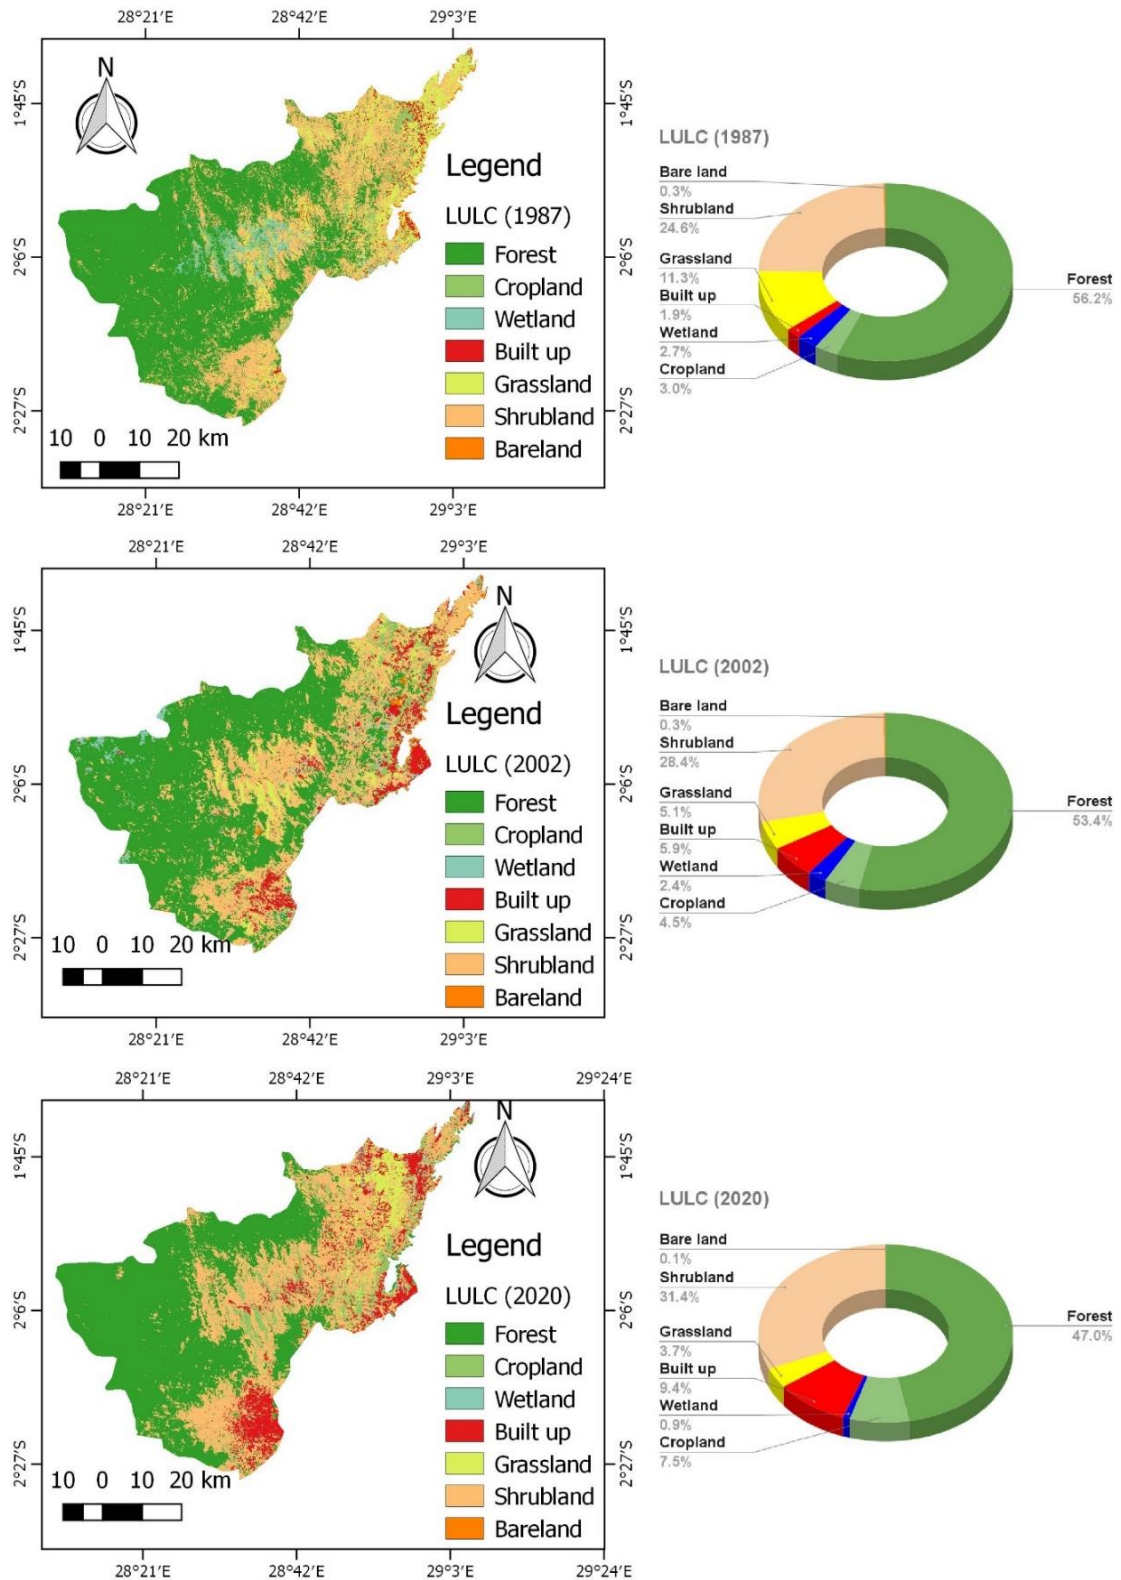 28°21′E 28°42′E 29°3′E
N
1°45′S 1°45′S
Legend
LULC (1987)
2°6′S 2°6′S
Forest
Cropland
Wetland
Built up
Grassland
Shrubland
Bareland
2°27′S 2°27′S
10 0 10 20 km
28°21′E 28°42′E 29°3′E
LULC (1987)
Bare land
0.3%
Shrubland
24.6%
Grassland
11.3%
Built up
1.9%
Wetland
2.7%
Cropland
3.0%
Forest
56.2%
28°21′E 28°42′E 29°3′E
N
1°45′S 1°45′S
Legend
LULC (2002)
2°6′S 2°6′S
Forest
Cropland
Wetland
Built up
Grassland
Shrubland
Bareland
2°27′S 2°27′S
10 0 10 20 km
28°21′E 28°42′E 29°3′E
LULC (2002)
Bare land
0.3%
Shrubland
28.4%
Grassland
5.1%
Built up
5.9%
Wetland
2.4%
Cropland
4.5%
Forest
53.4%
28°21′E 28°42′E 29°3′E 29°24′E
N
1°45′S 1°45′S
Legend
LULC (2020)
2°6′S 2°6′S
Forest
Cropland
Wetland
Built up
Grassland
Shrubland
Bareland
2°27′S 2°27′S
10 0 10 20 km
28°21′E 28°42′E 29°3′E 29°24′E
LULC (2020)
Bare land
0.1%
Shrubland
31.4%
Grassland
3.7%
Built up
9.4%
Wetland
0.9%
Cropland
7.5%
Forest
47.0%